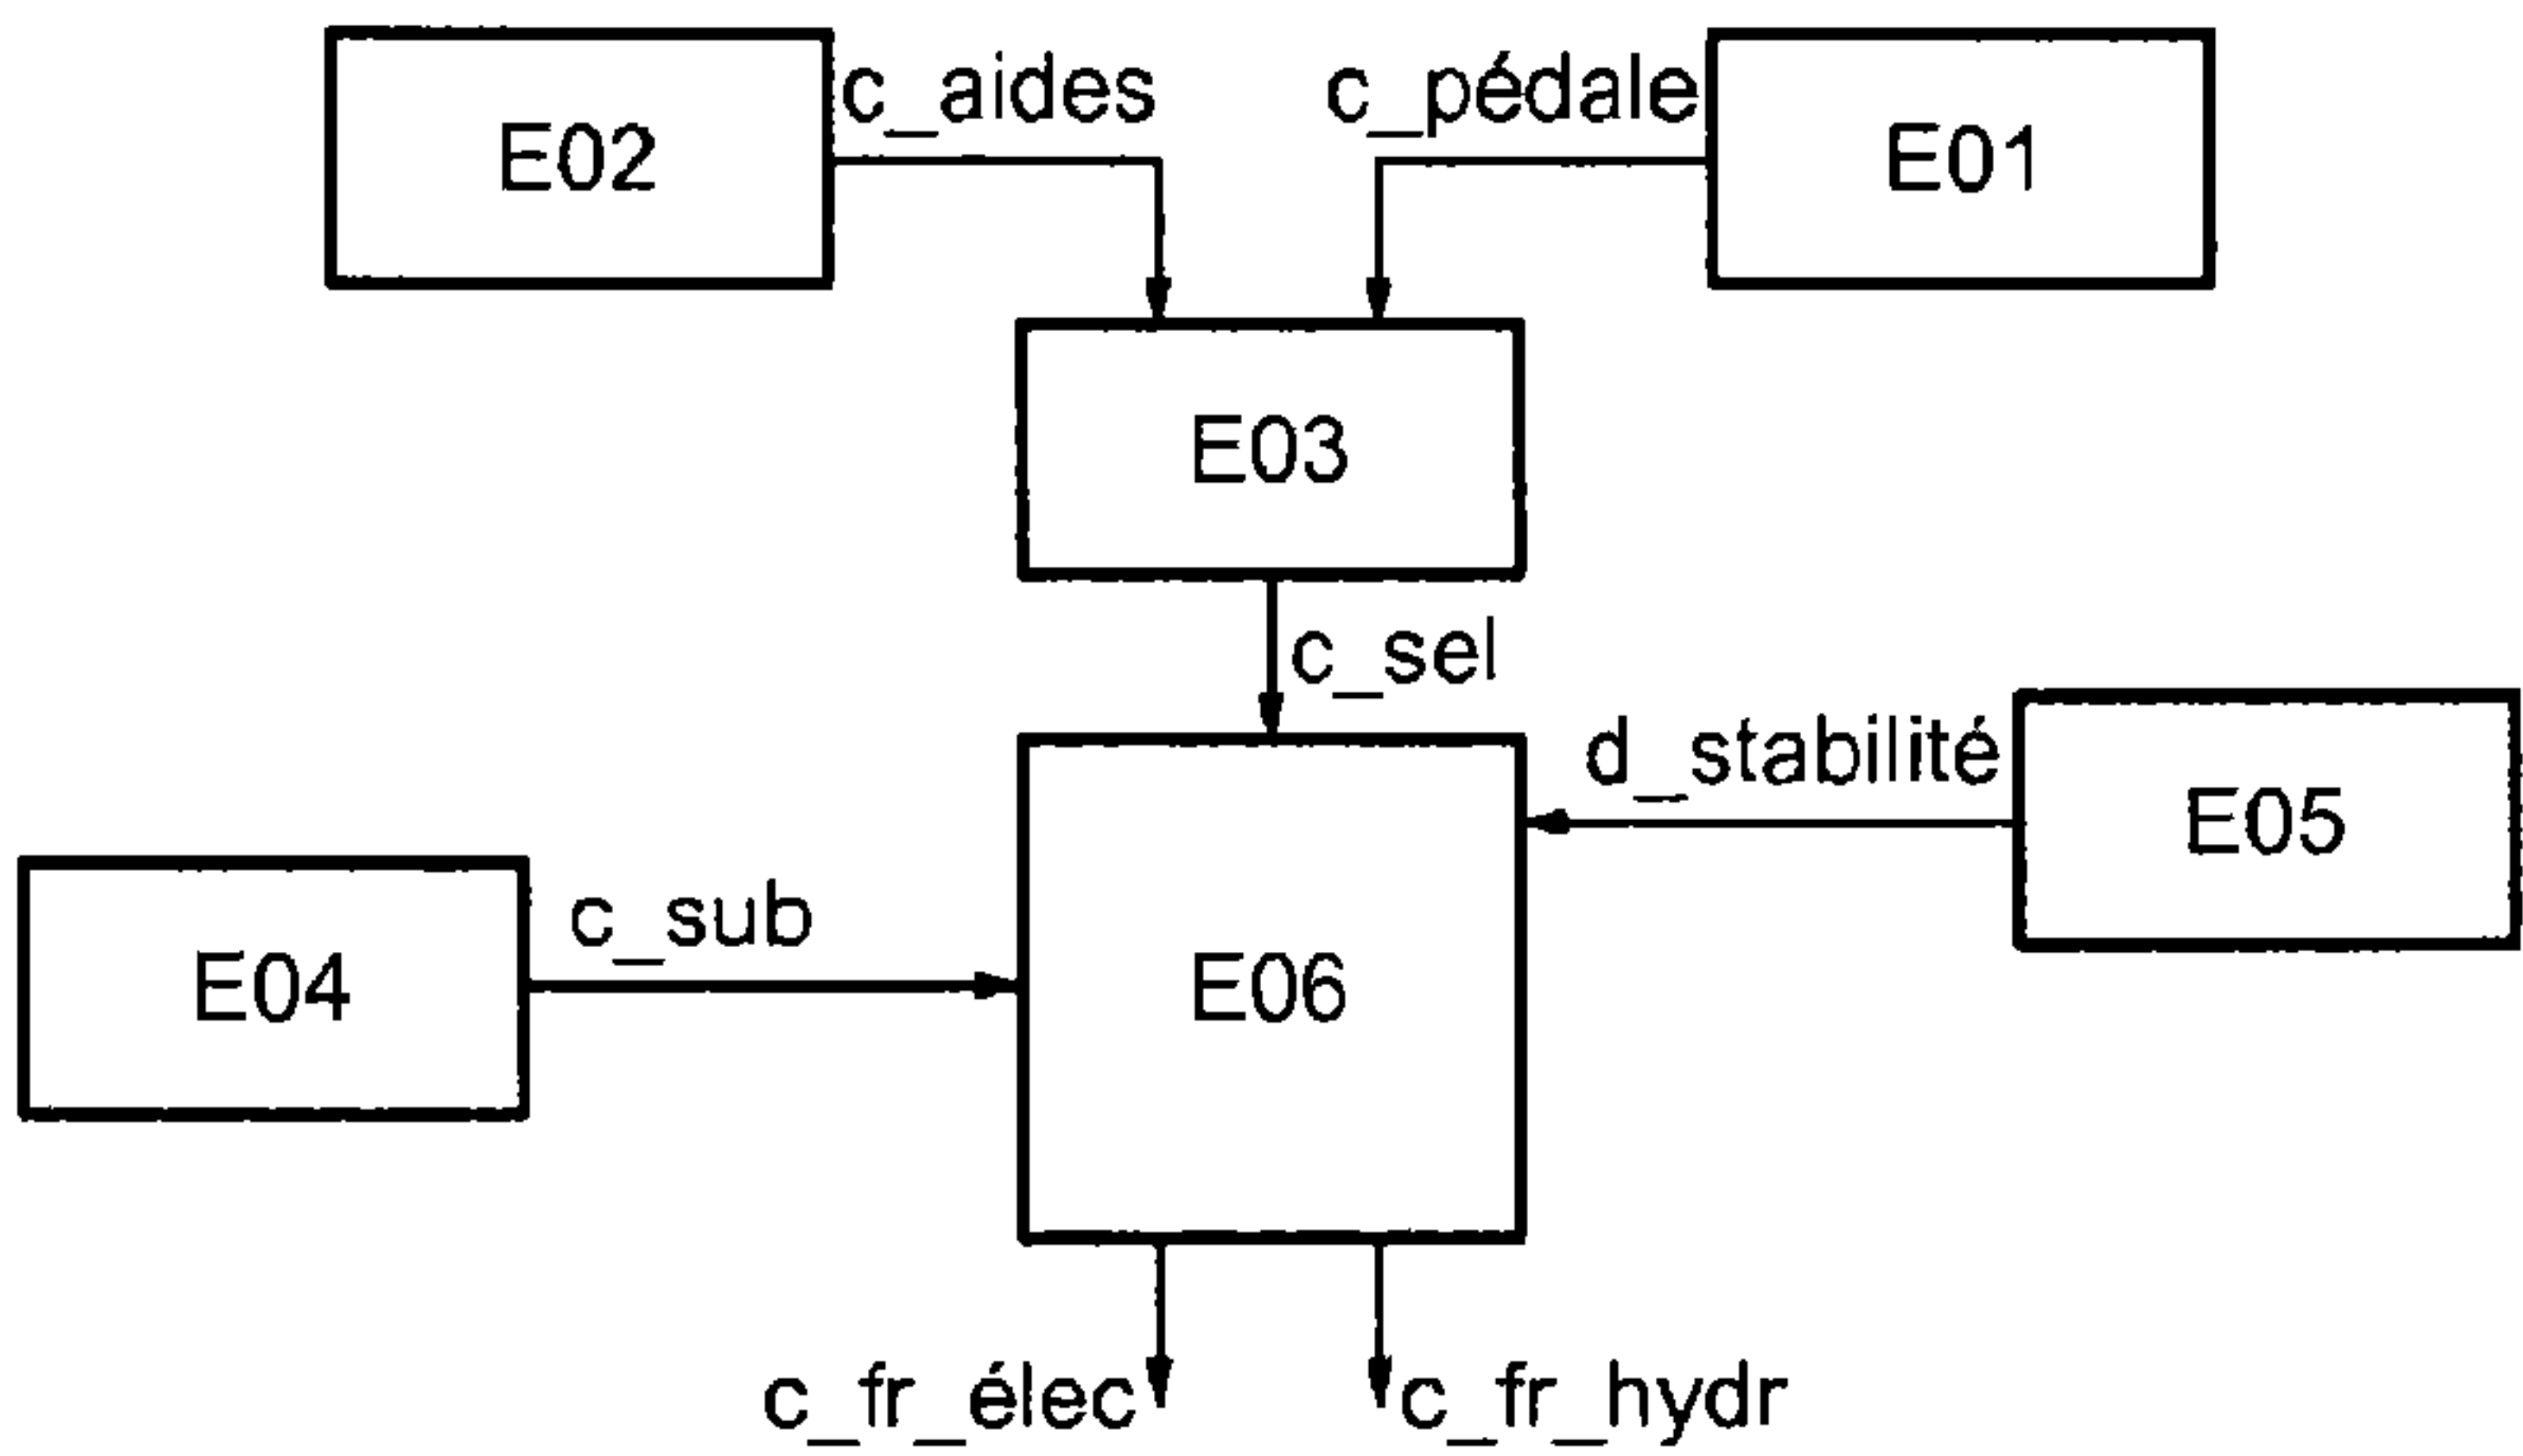 c_aides
c_pédale
E02
E01
E03
c_sel
d_stabilité
E05
c_sub
E04
E06
c_fr_élec
c_fr_hydr